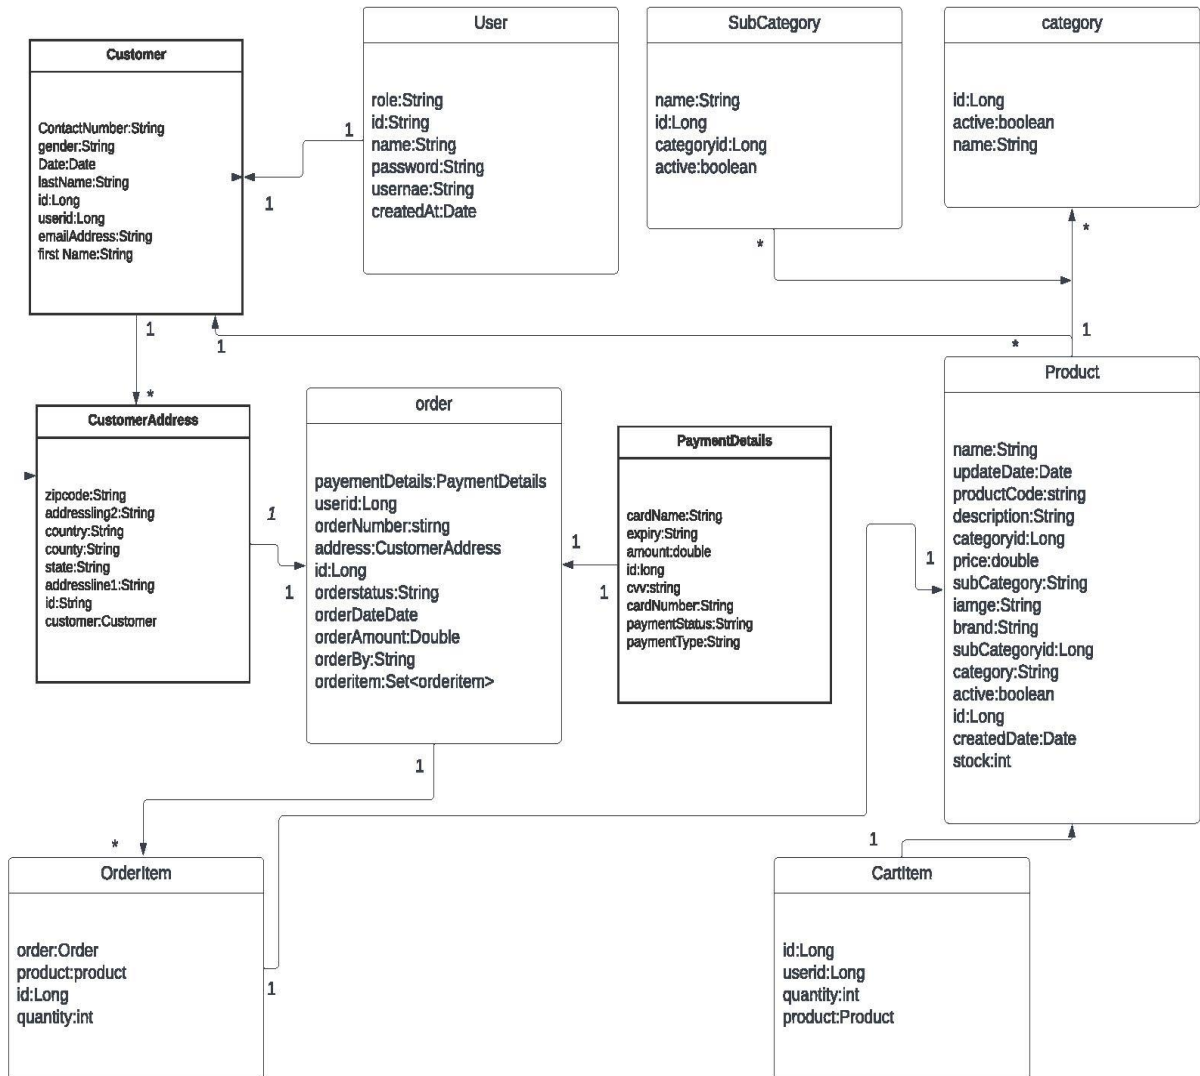 Customer
ContactNumber:String
gender:String
Date:Date
lastName:String
id:Long
userid:Long
emailAddress:String
first Name:String
User
role:String
id:String
name:String
password:String
usernae:String
createdAt:Date
SubCategory
name:String
id:Long
categoryid:Long
active:boolean
category
id:Long
active:boolean
name:String
1
1
*
*
1
1
*
1
*
CustomerAddress
zipcode:String
addressling2:String
country:String
county:String
state:String
addressline1:String
id:String
customer:Customer
1
1
order
payementDetails:PaymentDetails
userid:Long
orderNumber:stirng
address:CustomerAddress
id:Long
orderstatus:String
orderDateDate
orderAmount:Double
orderBy:String
orderitem:Set<orderitem>
1
1
PaymentDetails
cardName:String
expiry:String
amount:double
id:long
cvv:string
cardNumber:String
paymentStatus:Strring
paymentType:String
1
Product
name:String
updateDate:Date
productCode:string
description:String
categoryid:Long
price:double
subCategory:String
iamge:String
brand:String
subCategoryid:Long
category:String
active:boolean
id:Long
createdDate:Date
stock:int
1
*
OrderItem
order:Order
product:product
id:Long
quantity:int
1
1
CartItem
id:Long
userid:Long
quantity:int
product:Product